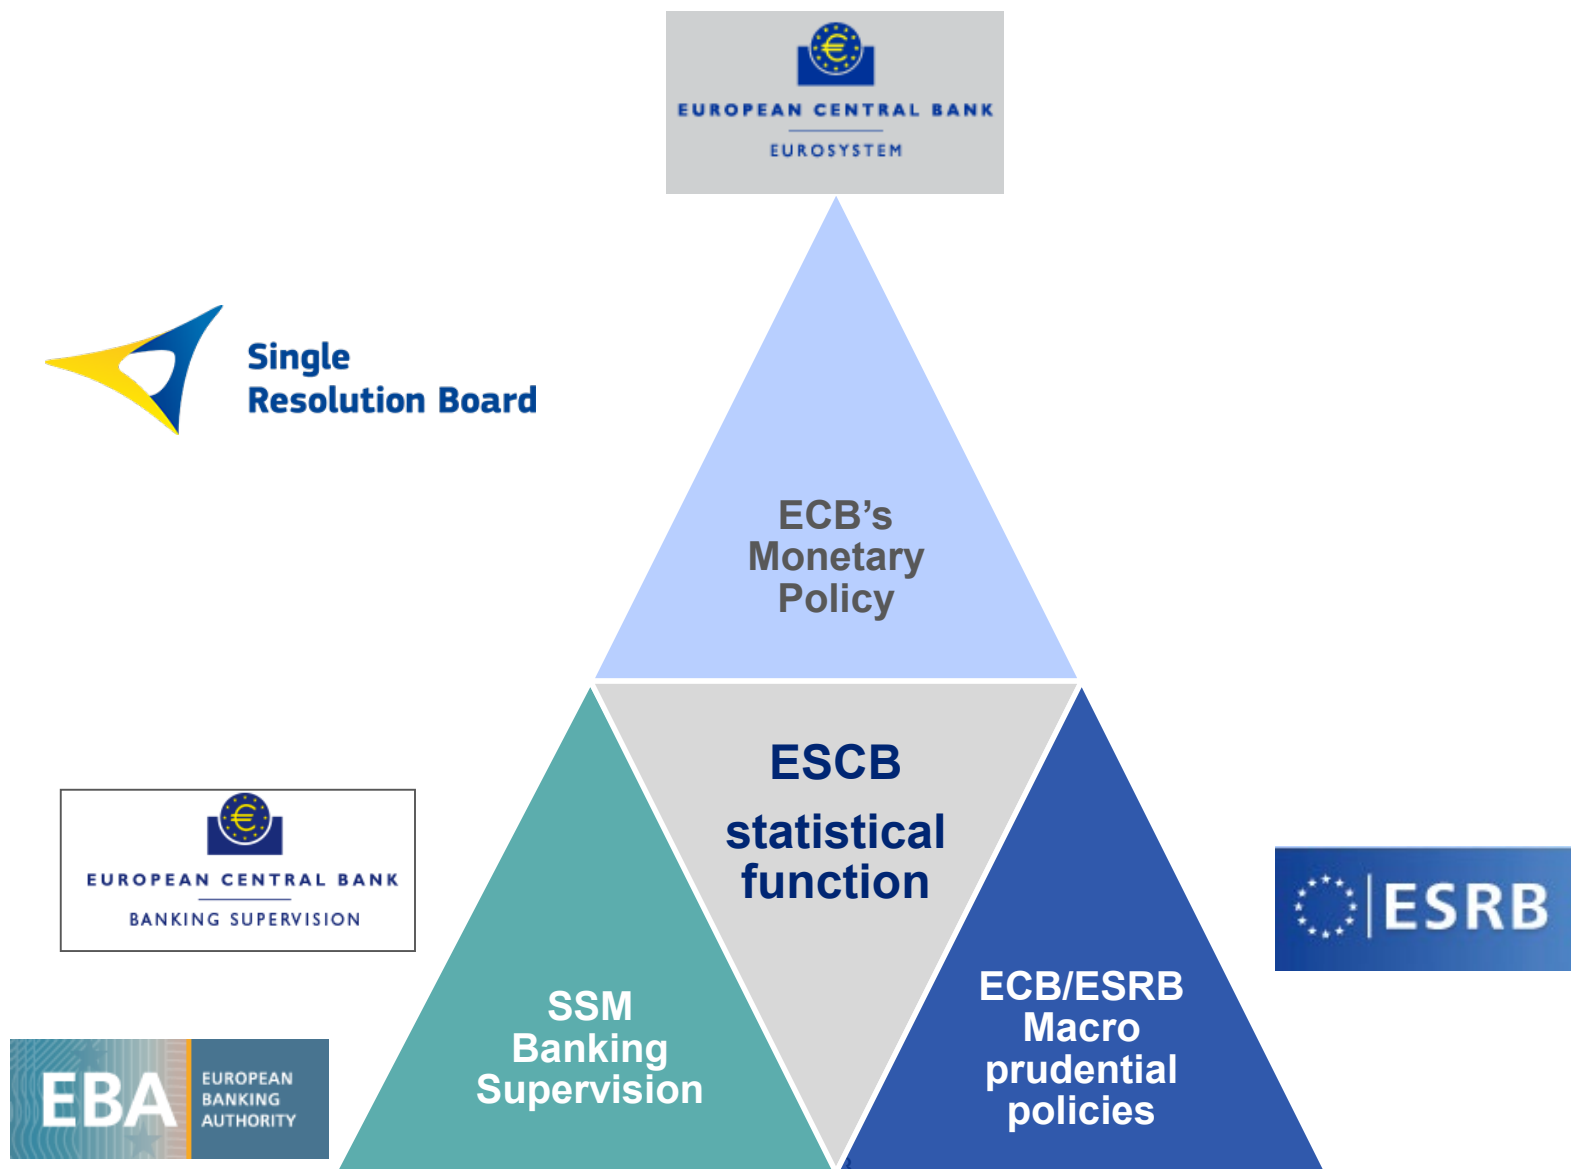 EUROPEAN CENTRAL BANK
EUROSYSTEM
Single
Resolution Board
ECB’s
Monetary
Policy
ESCB
statistical
function
EUROPEAN CENTRAL BANK
BANKING SUPERVISION
ESRB
SSM
Banking
Supervision
ECB/ESRB
Macro
prudential
policies
EBA
EUROPEAN
BANKING
AUTHORITY